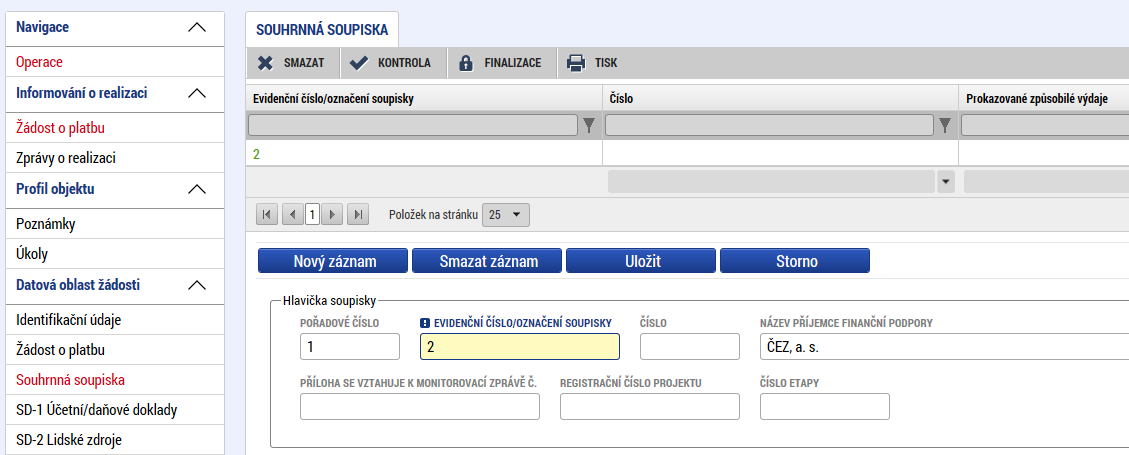 Navigace
Operace
Informování o realizaci
Žádost o platbu
Zprávy o realizaci
Profil objektu
Poznámky
Úkoly
Datová oblast žádosti
Identifikační údaje
Žádost o platbu
Souhrnná soupiska
SD-1 Účetní/daňové doklady
SD-2 Lidské zdroje
SOUHRNNÁ SOUPISKA
SMAZAT KONTROLA FINALIZACE TISK
Evidenční číslo/označení soupisky Číslo Prokazované způsobilé výdaje
2
1 Položek na stránku 25
Nový záznam Smazat záznam Uložit Storno
Hlavička soupisky
POŘADOVÉ ČÍSLO EVIDENČNÍ ČÍSLO/OZNAČENÍ SOUPISKY ČÍSLO NÁZEV PŘÍJEMCE FINANČNÍ PODPORY
1 2 ČEZ, a. s.
PŘÍLOHA SE VZTAHUJE K MONITOROVACÍ ZPRÁVĚ Č. REGISTRAČNÍ ČÍSLO PROJEKTU ČÍSLO ETAPY